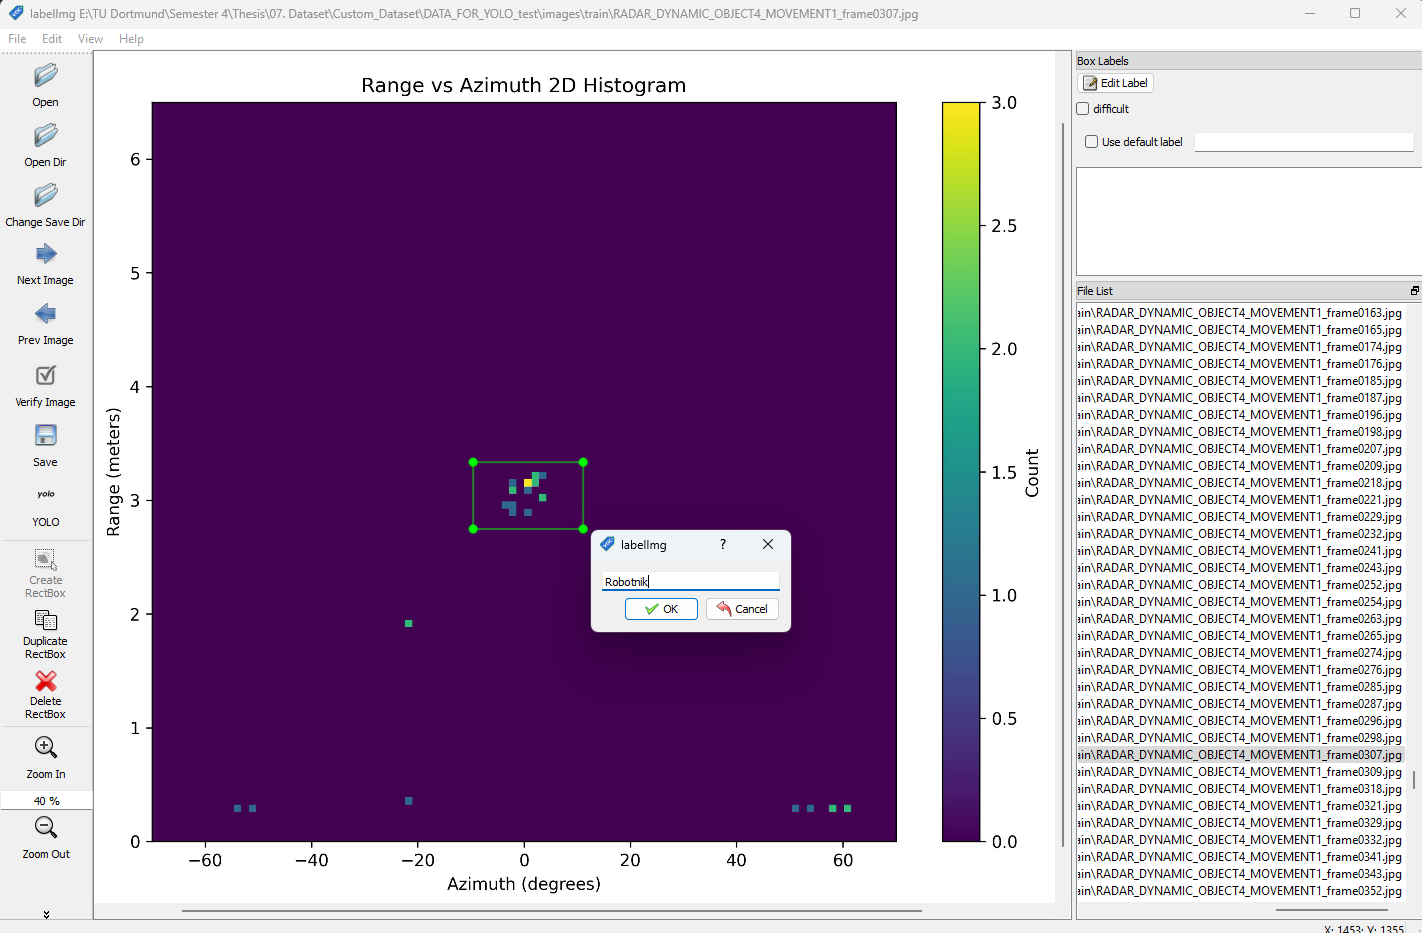 labelImg E:\TU Dortmund\Semester 4\Thesis\07. Dataset\Custom_Dataset\DATA_FOR_YOLO_test\images\train\RADAR_DYNAMIC_OBJECT4_MOVEMENT1_frame0307.jpg
File Edit View Help
Open
Open Dir
Change Save Dir
Next Image
Prev Image
Verify Image
Save
yolo
YOLO
Create
RectBox
Duplicate
RectBox
Delete
RectBox
Zoom In
40 %
Zoom Out
Range vs Azimuth 2D Histogram
Range (meters)
6
5
4
3
2
1
0
−60 −40 −20 0 20 40 60
Azimuth (degrees)
3.0
2.5
2.0
1.5
1.0
0.5
0.0
Count
labelImg ?
Robotnik
OK Cancel
Box Labels
Edit Label
difficult
Use default label
File List
ain\RADAR_DYNAMIC_OBJECT4_MOVEMENT1_frame0163.jpg
ain\RADAR_DYNAMIC_OBJECT4_MOVEMENT1_frame0165.jpg
ain\RADAR_DYNAMIC_OBJECT4_MOVEMENT1_frame0174.jpg
ain\RADAR_DYNAMIC_OBJECT4_MOVEMENT1_frame0176.jpg
ain\RADAR_DYNAMIC_OBJECT4_MOVEMENT1_frame0185.jpg
ain\RADAR_DYNAMIC_OBJECT4_MOVEMENT1_frame0187.jpg
ain\RADAR_DYNAMIC_OBJECT4_MOVEMENT1_frame0196.jpg
ain\RADAR_DYNAMIC_OBJECT4_MOVEMENT1_frame0198.jpg
ain\RADAR_DYNAMIC_OBJECT4_MOVEMENT1_frame0207.jpg
ain\RADAR_DYNAMIC_OBJECT4_MOVEMENT1_frame0209.jpg
ain\RADAR_DYNAMIC_OBJECT4_MOVEMENT1_frame0218.jpg
ain\RADAR_DYNAMIC_OBJECT4_MOVEMENT1_frame0221.jpg
ain\RADAR_DYNAMIC_OBJECT4_MOVEMENT1_frame0229.jpg
ain\RADAR_DYNAMIC_OBJECT4_MOVEMENT1_frame0232.jpg
ain\RADAR_DYNAMIC_OBJECT4_MOVEMENT1_frame0241.jpg
ain\RADAR_DYNAMIC_OBJECT4_MOVEMENT1_frame0243.jpg
ain\RADAR_DYNAMIC_OBJECT4_MOVEMENT1_frame0252.jpg
ain\RADAR_DYNAMIC_OBJECT4_MOVEMENT1_frame0254.jpg
ain\RADAR_DYNAMIC_OBJECT4_MOVEMENT1_frame0263.jpg
ain\RADAR_DYNAMIC_OBJECT4_MOVEMENT1_frame0265.jpg
ain\RADAR_DYNAMIC_OBJECT4_MOVEMENT1_frame0274.jpg
ain\RADAR_DYNAMIC_OBJECT4_MOVEMENT1_frame0276.jpg
ain\RADAR_DYNAMIC_OBJECT4_MOVEMENT1_frame0285.jpg
ain\RADAR_DYNAMIC_OBJECT4_MOVEMENT1_frame0287.jpg
ain\RADAR_DYNAMIC_OBJECT4_MOVEMENT1_frame0296.jpg
ain\RADAR_DYNAMIC_OBJECT4_MOVEMENT1_frame0298.jpg
ain\RADAR_DYNAMIC_OBJECT4_MOVEMENT1_frame0307.jpg
ain\RADAR_DYNAMIC_OBJECT4_MOVEMENT1_frame0309.jpg
ain\RADAR_DYNAMIC_OBJECT4_MOVEMENT1_frame0318.jpg
ain\RADAR_DYNAMIC_OBJECT4_MOVEMENT1_frame0321.jpg
ain\RADAR_DYNAMIC_OBJECT4_MOVEMENT1_frame0329.jpg
ain\RADAR_DYNAMIC_OBJECT4_MOVEMENT1_frame0332.jpg
ain\RADAR_DYNAMIC_OBJECT4_MOVEMENT1_frame0341.jpg
ain\RADAR_DYNAMIC_OBJECT4_MOVEMENT1_frame0343.jpg
ain\RADAR_DYNAMIC_OBJECT4_MOVEMENT1_frame0352.jpg
X: 1453; Y: 1355